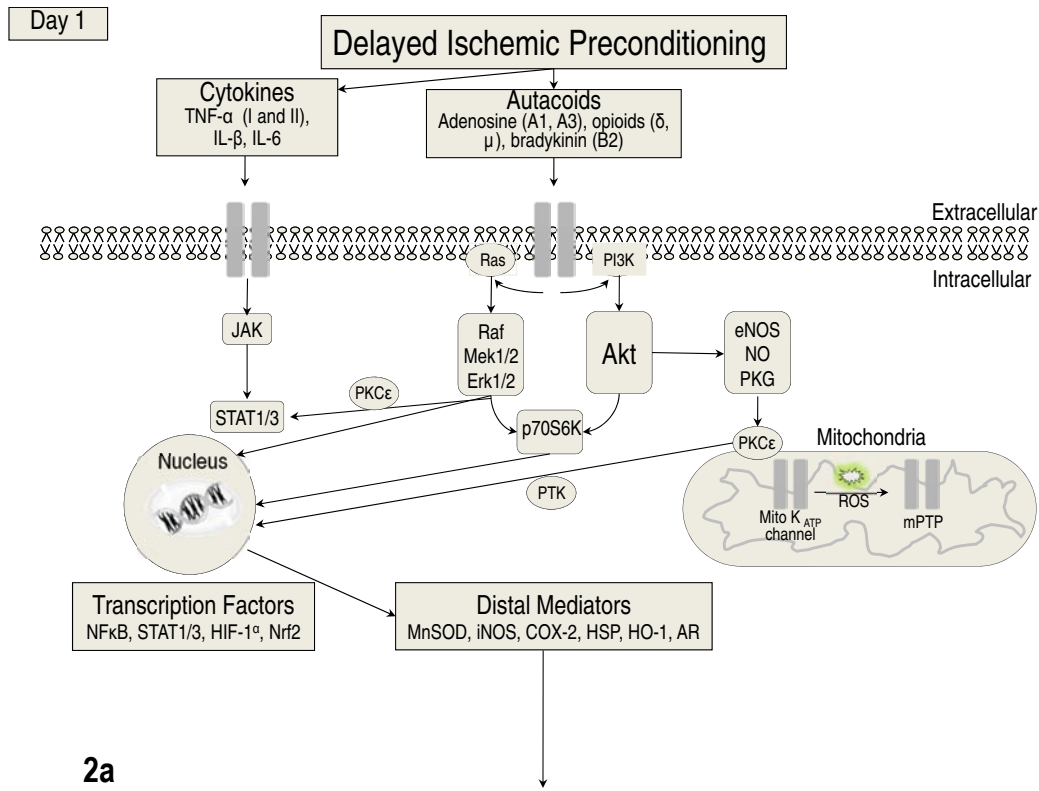 Day 1
Delayed Ischemic Preconditioning
Cytokines
TNF-α (I and II),
IL-β, IL-6
Autacoids
Adenosine (A1, A3), opioids (δ,
μ), bradykinin (B2)
Extracellular
Intracellular
Ras
PI3K
JAK
Raf
Mek1/2
Erk1/2
Akt
eNOS
NO
PKG
PKCε
STAT1/3
p70S6K
PKCε
Mitochondria
Nucleus
PTK
ROS
Mito K ATP
channel
mPTP
Transcription Factors
NFκB, STAT1/3, HIF-1α, Nrf2
Distal Mediators
MnSOD, iNOS, COX-2, HSP, HO-1, AR
2a